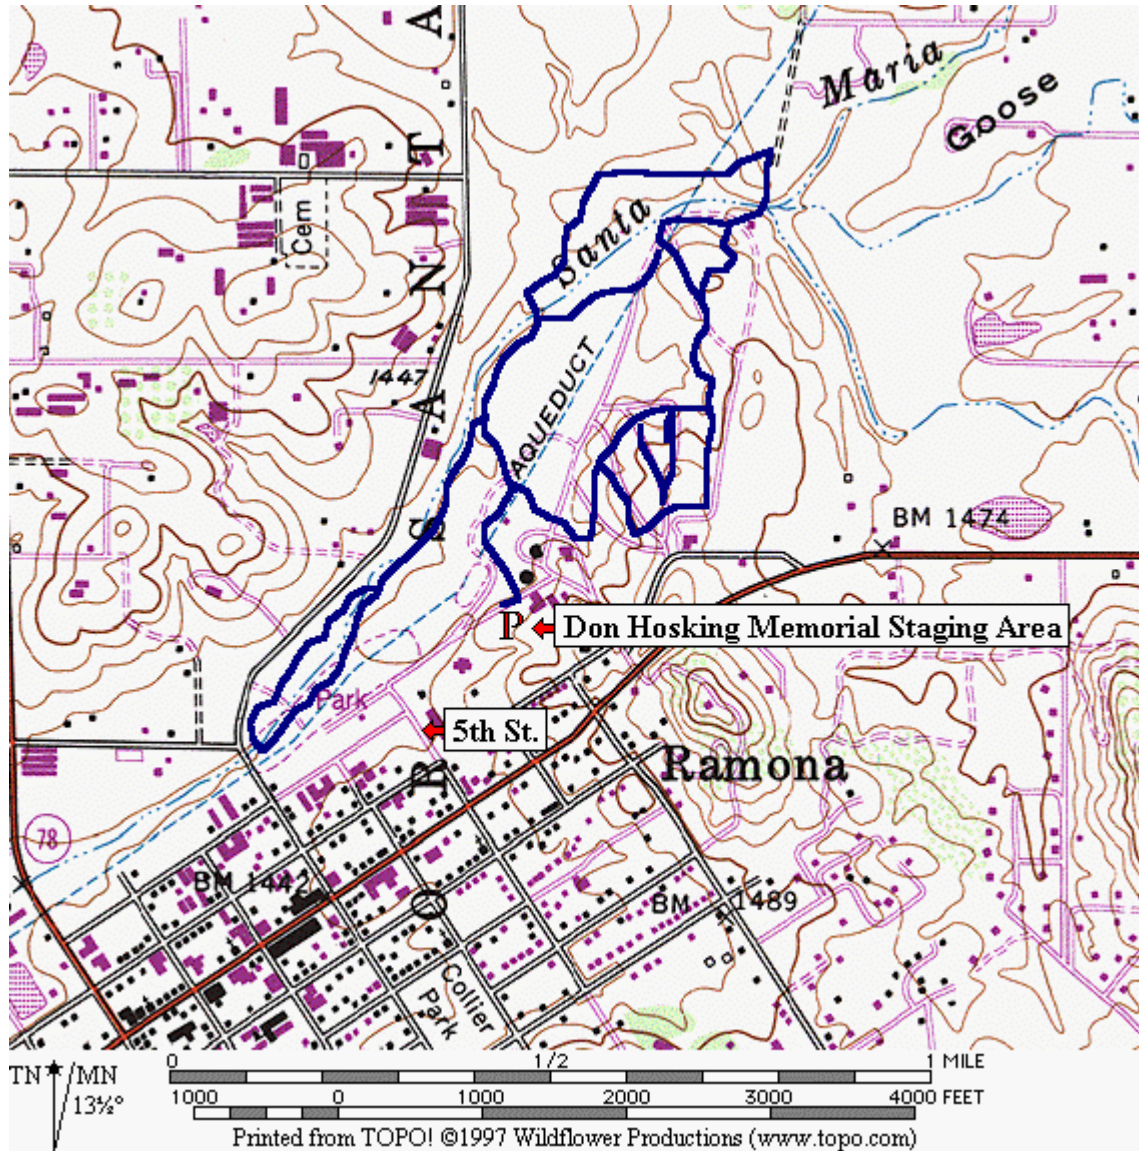 Maria
Goose
Santa
Cem
SANTA
1447
AQUEDUCT
BM 1474
P
Don Hosking Memorial Staging Area
Park
5th St.
Ramona
78
BM 1442
BM 1489
RO
Collier
Park
TN MN
13½°
0 1/2 1 MILE
1000 0 1000 2000 3000 4000 FEET
Printed from TOPO! ©1997 Wildflower Productions (www.topo.com)